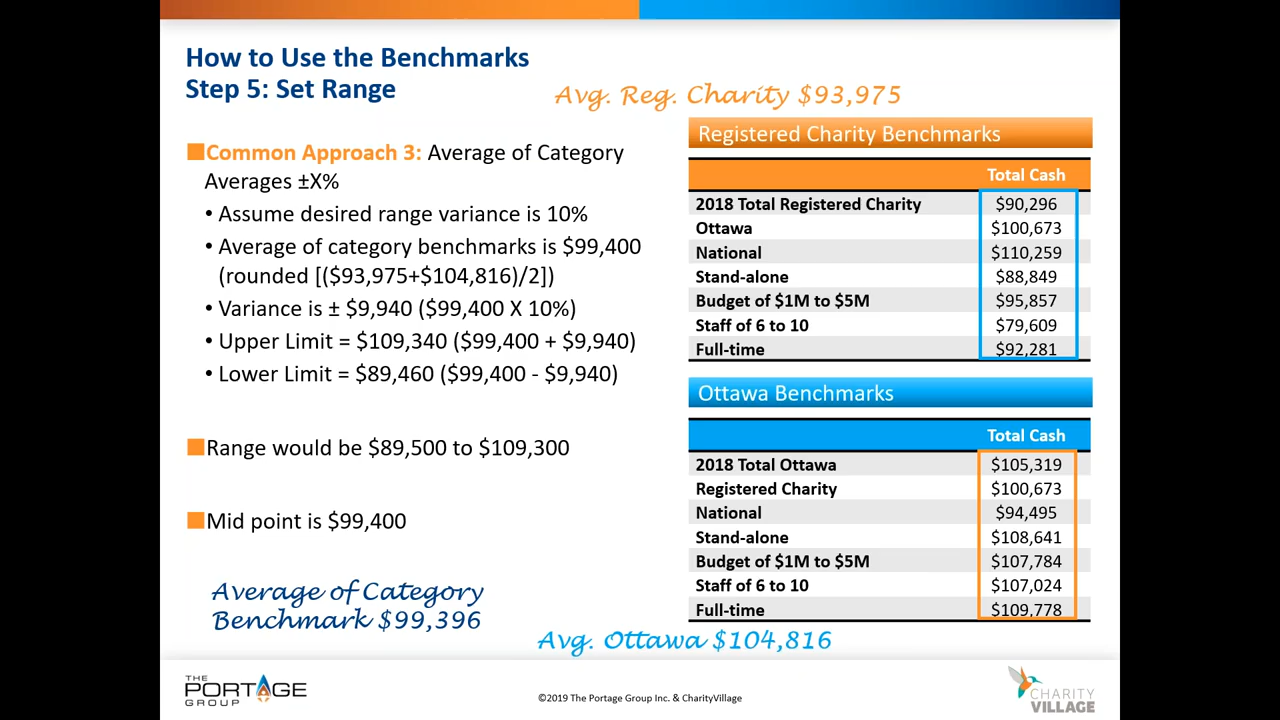 How to Use the Benchmarks
Step 5: Set Range
Avg. Reg. Charity $93,975
Common Approach 3: Average of Category
Averages ±X%
• Assume desired range variance is 10%
• Average of category benchmarks is $99,400
(rounded [($93,975+$104,816)/2])
• Variance is ± $9,940 ($99,400 X 10%)
• Upper Limit = $109,340 ($99,400 + $9,940)
• Lower Limit = $89,460 ($99,400 - $9,940)
Range would be $89,500 to $109,300
Mid point is $99,400
Average of Category
Benchmark $99,396
Registered Charity Benchmarks
Total Cash
2018 Total Registered Charity $90,296
Ottawa $100,673
National $110,259
Stand-alone $88,849
Budget of $1M to $5M $95,857
Staff of 6 to 10 $79,609
Full-time $92,281
Ottawa Benchmarks
Total Cash
2018 Total Ottawa $105,319
Registered Charity $100,673
National $94,495
Stand-alone $108,641
Budget of $1M to $5M $107,784
Staff of 6 to 10 $107,024
Full-time $109,778
Avg. Ottawa $104,816
THE
PORTAGE
GROUP
©2019 The Portage Group Inc. & CharityVillage
CHARITY
VILLAGE